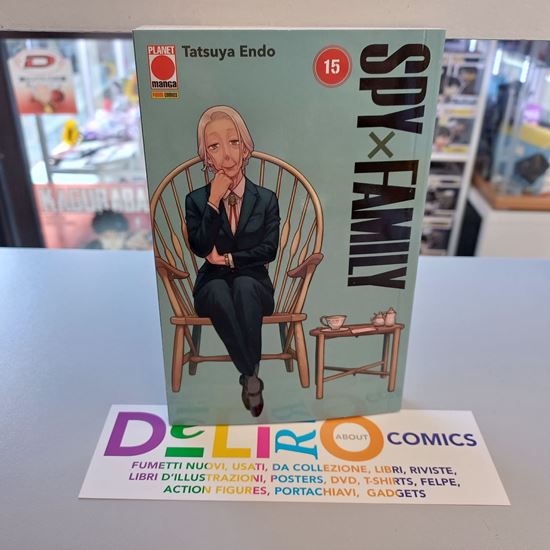 PLANET
manga
PANINI COMICS
Tatsuya Endo
15
SPY×FAMILY
KAGURABA
DeLiRO ABOUT COMICS
FUMETTI NUOVI, USATI, DA COLLEZIONE, LIBRI, RIVISTE,
LIBRI D'ILLUSTRAZIONI, POSTERS, DVD, T-SHIRTS, FELPE,
ACTION FIGURES, PORTACHIAVI, GADGETS